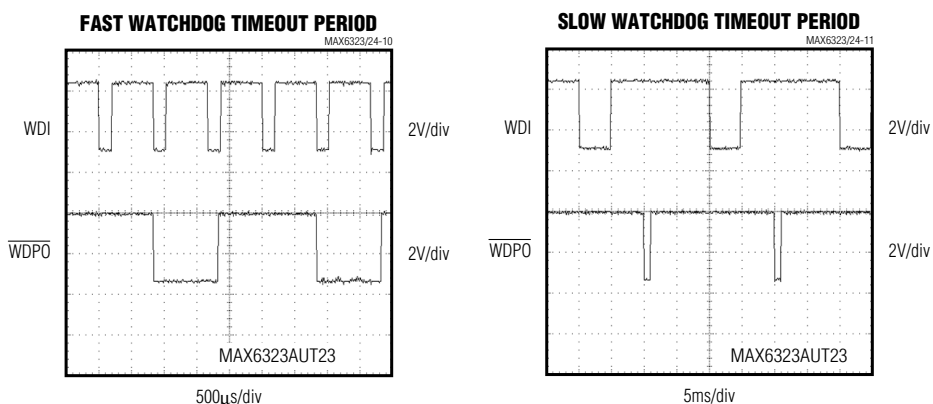 FAST WATCHDOG TIMEOUT PERIOD
MAX6323/24-10
WDI
2V/div
WDPO
2V/div
MAX6323AUT23
500µs/div
SLOW WATCHDOG TIMEOUT PERIOD
MAX6323/24-11
WDI
2V/div
WDPO
2V/div
MAX6323AUT23
5ms/div